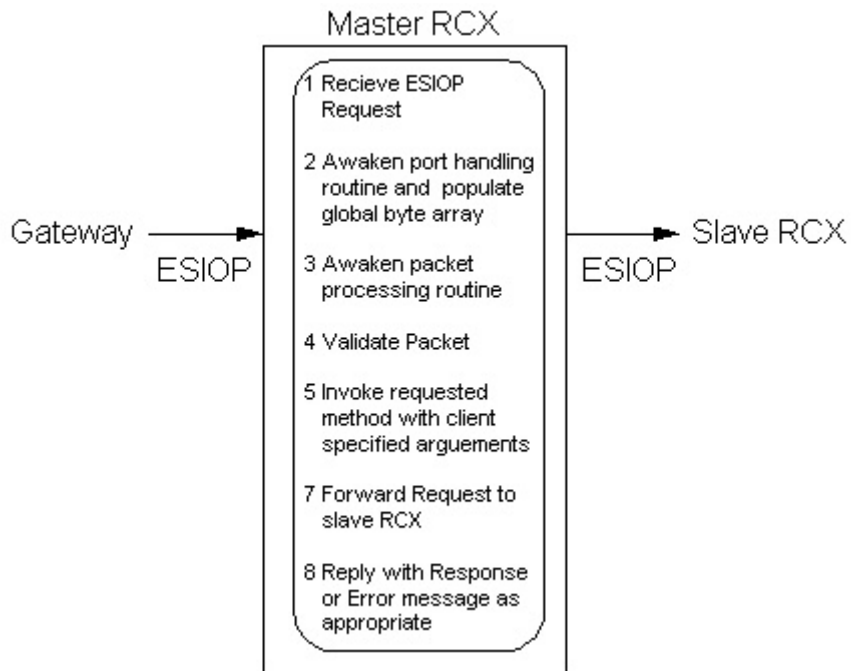 Master RCX
1 Recieve ESIOP
Request
2 Awaken port handling
routine and populate
global byte array
Gateway
ESIOP
3 Awaken packet
processing routine
4 Validate Packet
5 Invoke requested
method with client
specified arguements
7 Forward Request to
slave RCX
8 Reply with Response
or Error message as
appropriate
Slave RCX
ESIOP